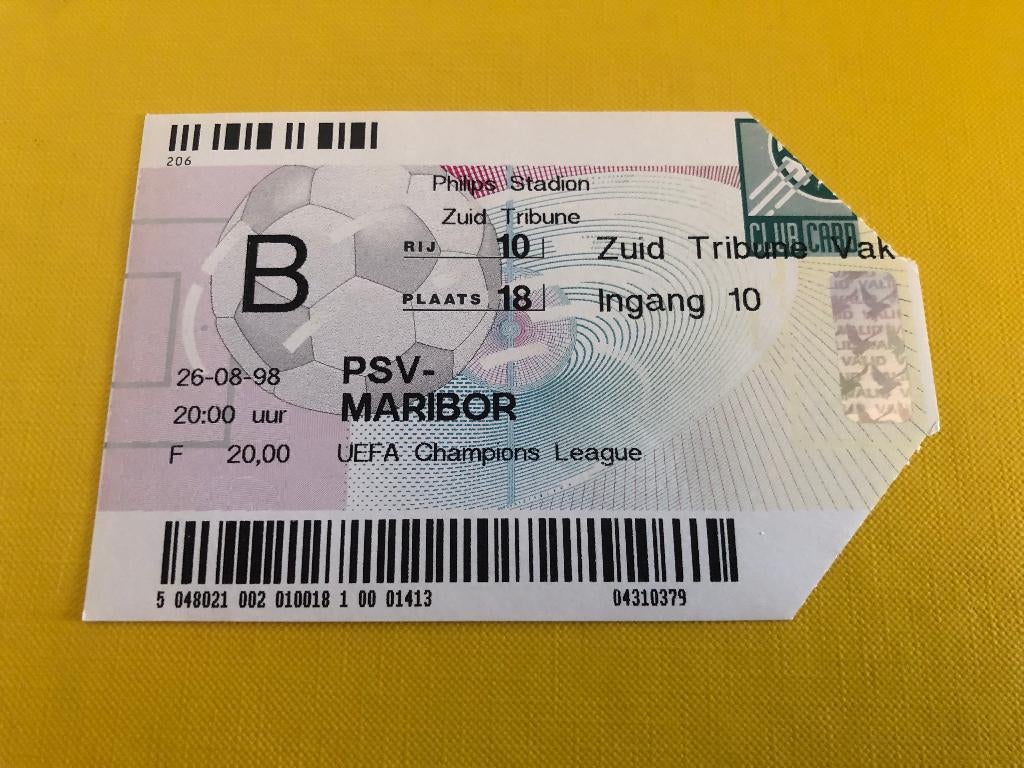 206
Philips Stadion
Zuid Tribune
B
RIJ 10 Zuid Tribune Vak
PLAATS 18 Ingang 10
CLUB CARD
VALID
26-08-98 PSV-
20:00 uur MARIBOR
F 20,00 UEFA Champions League
5 048021 002 010018 1 00 01413 04310379